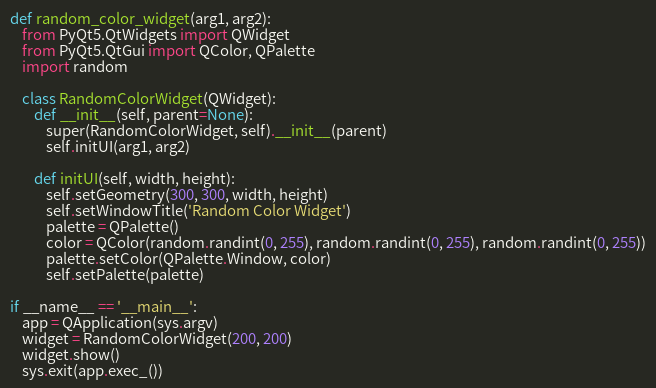 def random_color_widget(arg1, arg2):
    from PyQt5.QtWidgets import QWidget
    from PyQt5.QtGui import QColor, QPalette
    import random

    class RandomColorWidget(QWidget):
        def __init__(self, parent=None):
            super(RandomColorWidget, self).__init__(parent)
            self.initUI(arg1, arg2)

        def initUI(self, width, height):
            self.setGeometry(300, 300, width, height)
            self.setWindowTitle('Random Color Widget')
            palette = QPalette()
            color = QColor(random.randint(0, 255), random.randint(0, 255), random.randint(0, 255))
            palette.setColor(QPalette.Window, color)
            self.setPalette(palette)

if __name__ == '__main__':
    app = QApplication(sys.argv)
    widget = RandomColorWidget(200, 200)
    widget.show()
    sys.exit(app.exec_())